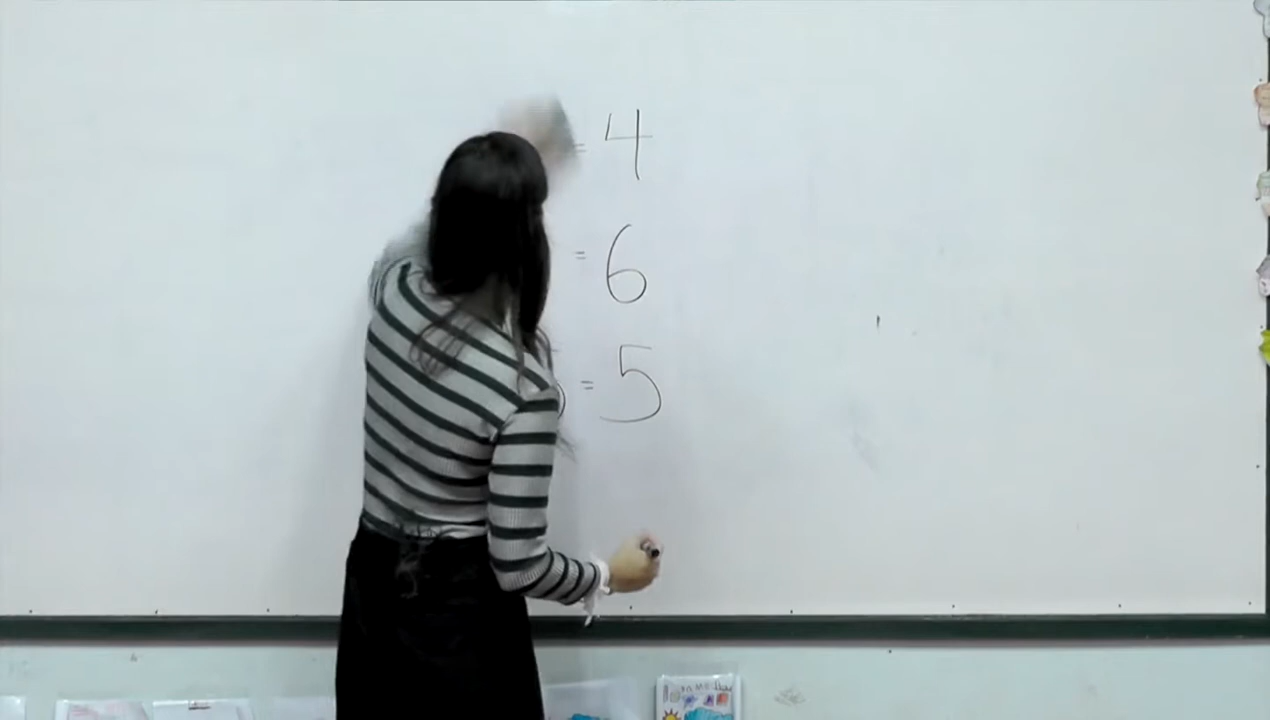 = 4
= 6
= 5